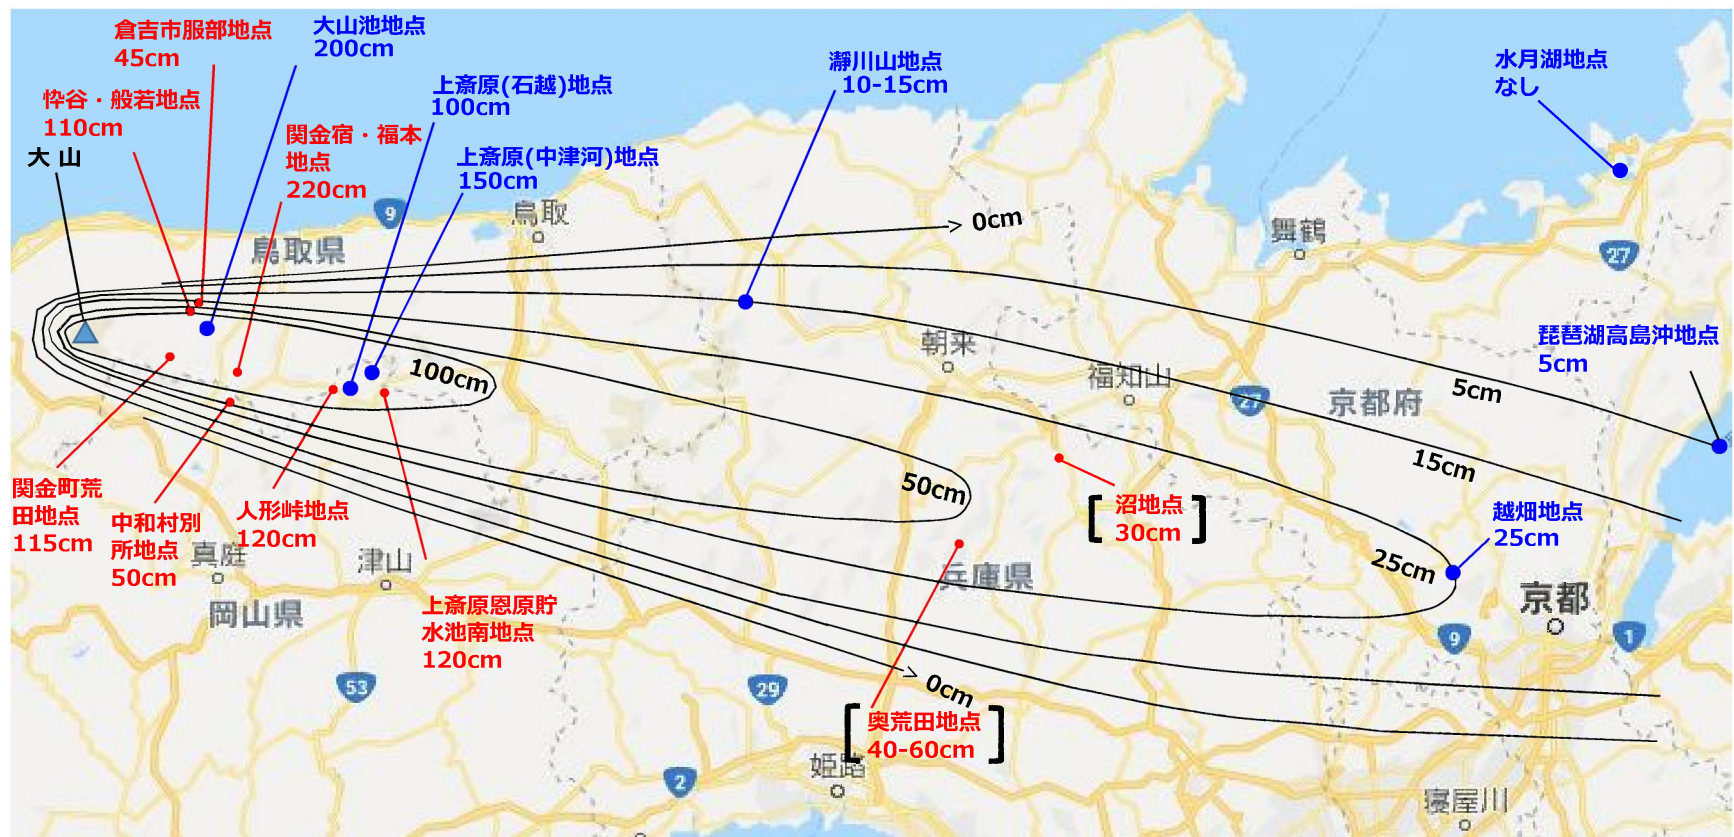 倉吉市服部地点
45cm
大山池地点
200cm
上斎原(石越)地点
100cm
瀞川山地点
10-15cm
水月湖地点
なし
忰谷・般若地点
110cm
関金宿・福本
地点
220cm
大 山
上斎原(中津河)地点
150cm
9
鳥取
鳥取県
> 0cm
舞鶴
27
朝来
福知山
27
京都府
5cm
琵琶湖高島沖地点
5cm
100cm
15cm
50cm
関金町荒
田地点
115cm
中和村別
所地点
50cm
人形峠地点
120cm
沼地点
30cm
越畑地点
25cm
25cm
真庭
津山
兵庫県
岡山県
京都
上斎原恩原貯
水池南地点
120cm
9
1
53
29
> 0cm
奥荒田地点
40-60cm
2
姫路
寝屋川